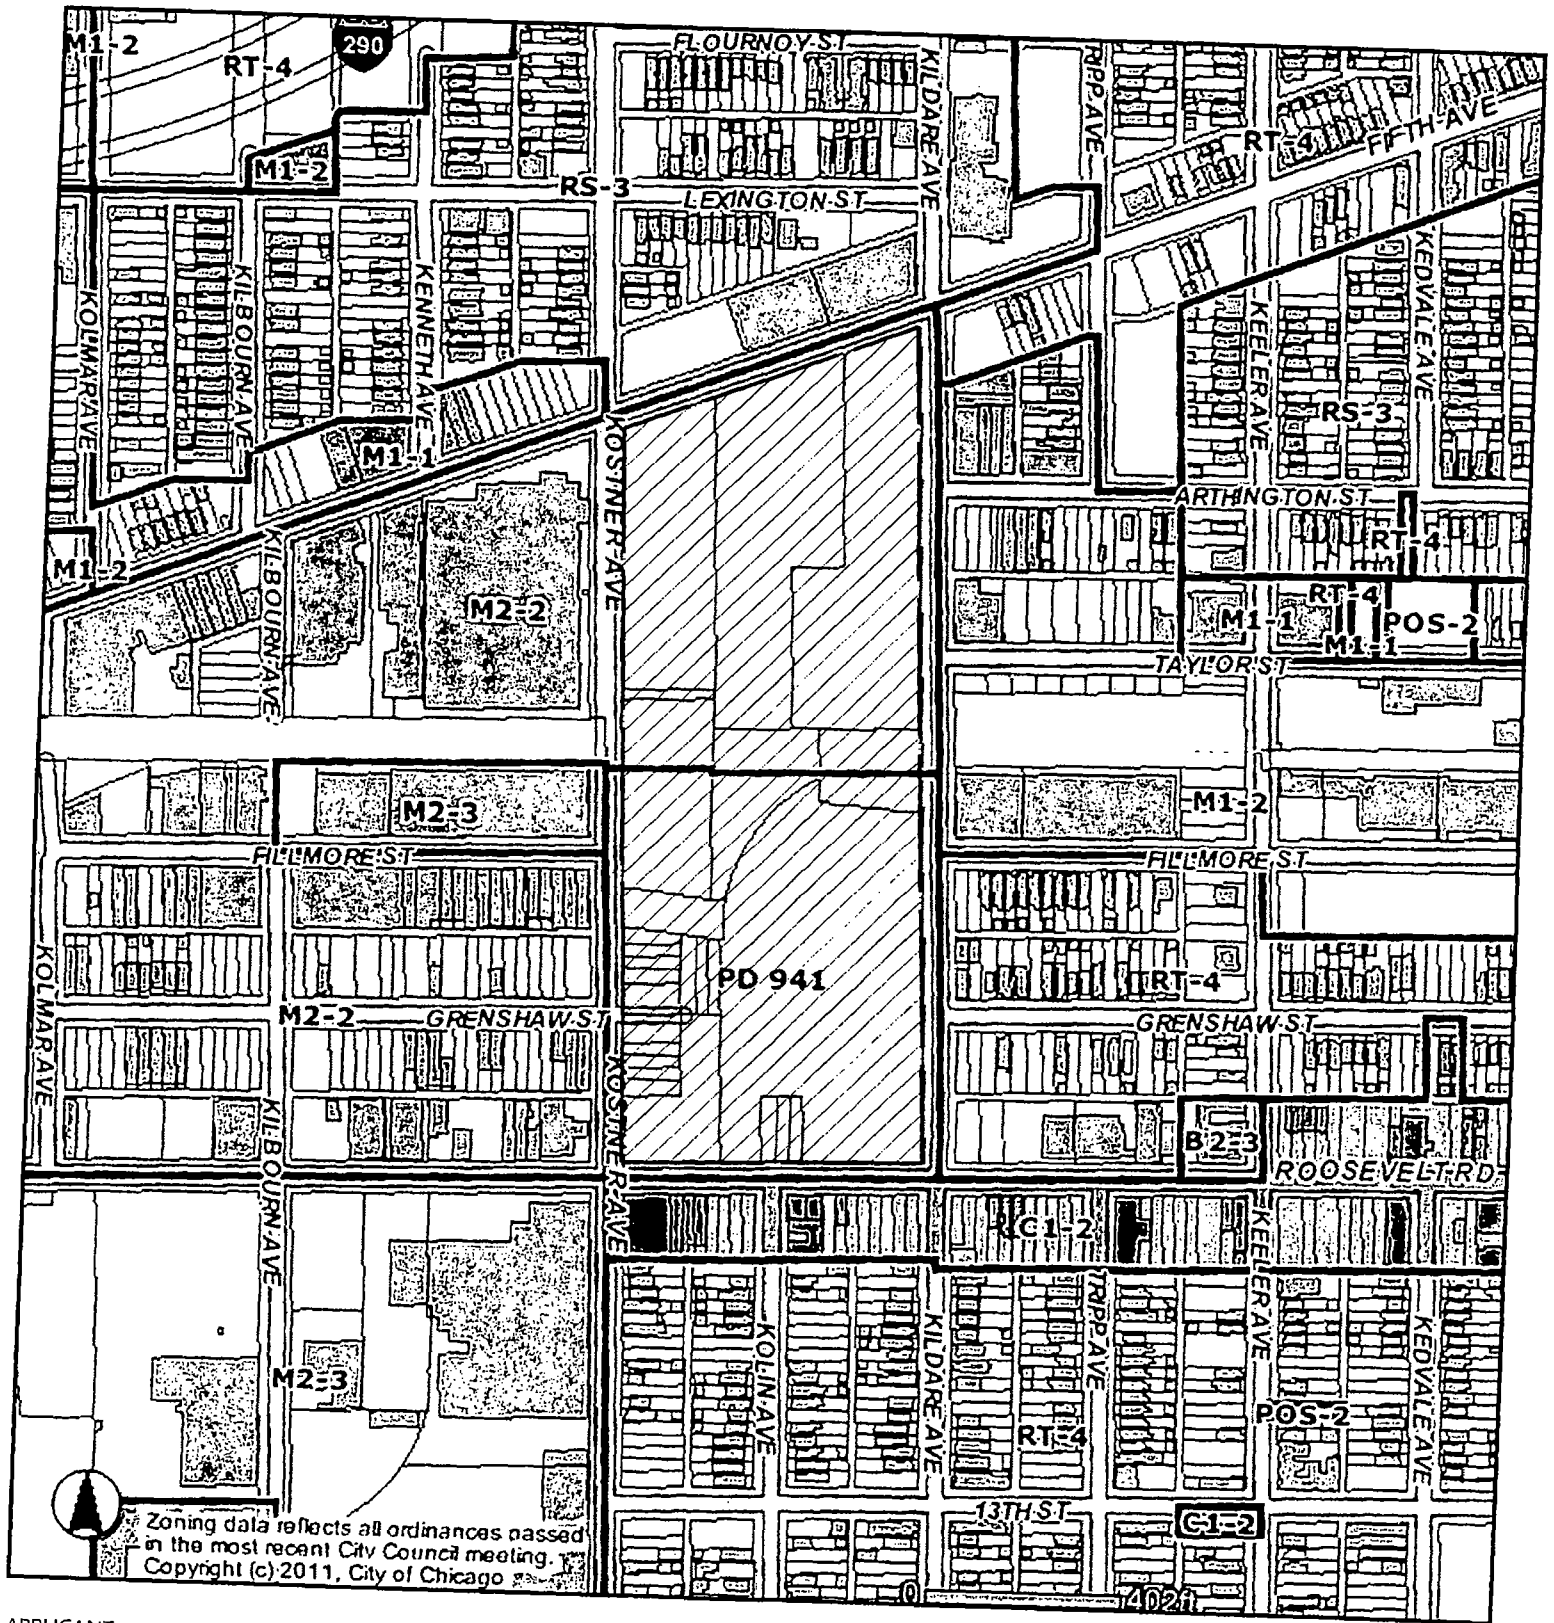 M1-2
RT-4
290
FLOURNOY ST
KILDARE AVE
TRIPP AVE
RT-4
FIFTH AVE
M1-2
RS-3
LEXINGTON ST
KOLMAR AVE
KILBOURN AVE
KENNETH AVE
KEELER AVE
KEDVALE AVE
RS-3
M1-1
KOSTNER AVE
ARTHINGTON ST
RT-4
M1-2
KILBOURN AVE
M2-2
RT-4
M1-1
M1-1
POS-2
TAYLOR ST
M2-3
M1-2
FILLMORE ST
FILLMORE ST
KOLMAR AVE
PD 941
RT-4
M2-2
GRENSHAW ST
GRENSHAW ST
KILBOURN AVE
KOSTNER AVE
B2-3
ROOSEVELT RD
C1-2
KEELER AVE
KOLIN AVE
KILDARE AVE
TRIPP AVE
KEDVALE AVE
M2-3
RT-4
POS-2
13TH ST
C1-2
Zoning data reflects all ordinances passed
in the most recent City Council meeting.
Copyright (c) 2011, City of Chicago
0 402ft
APPLICANT